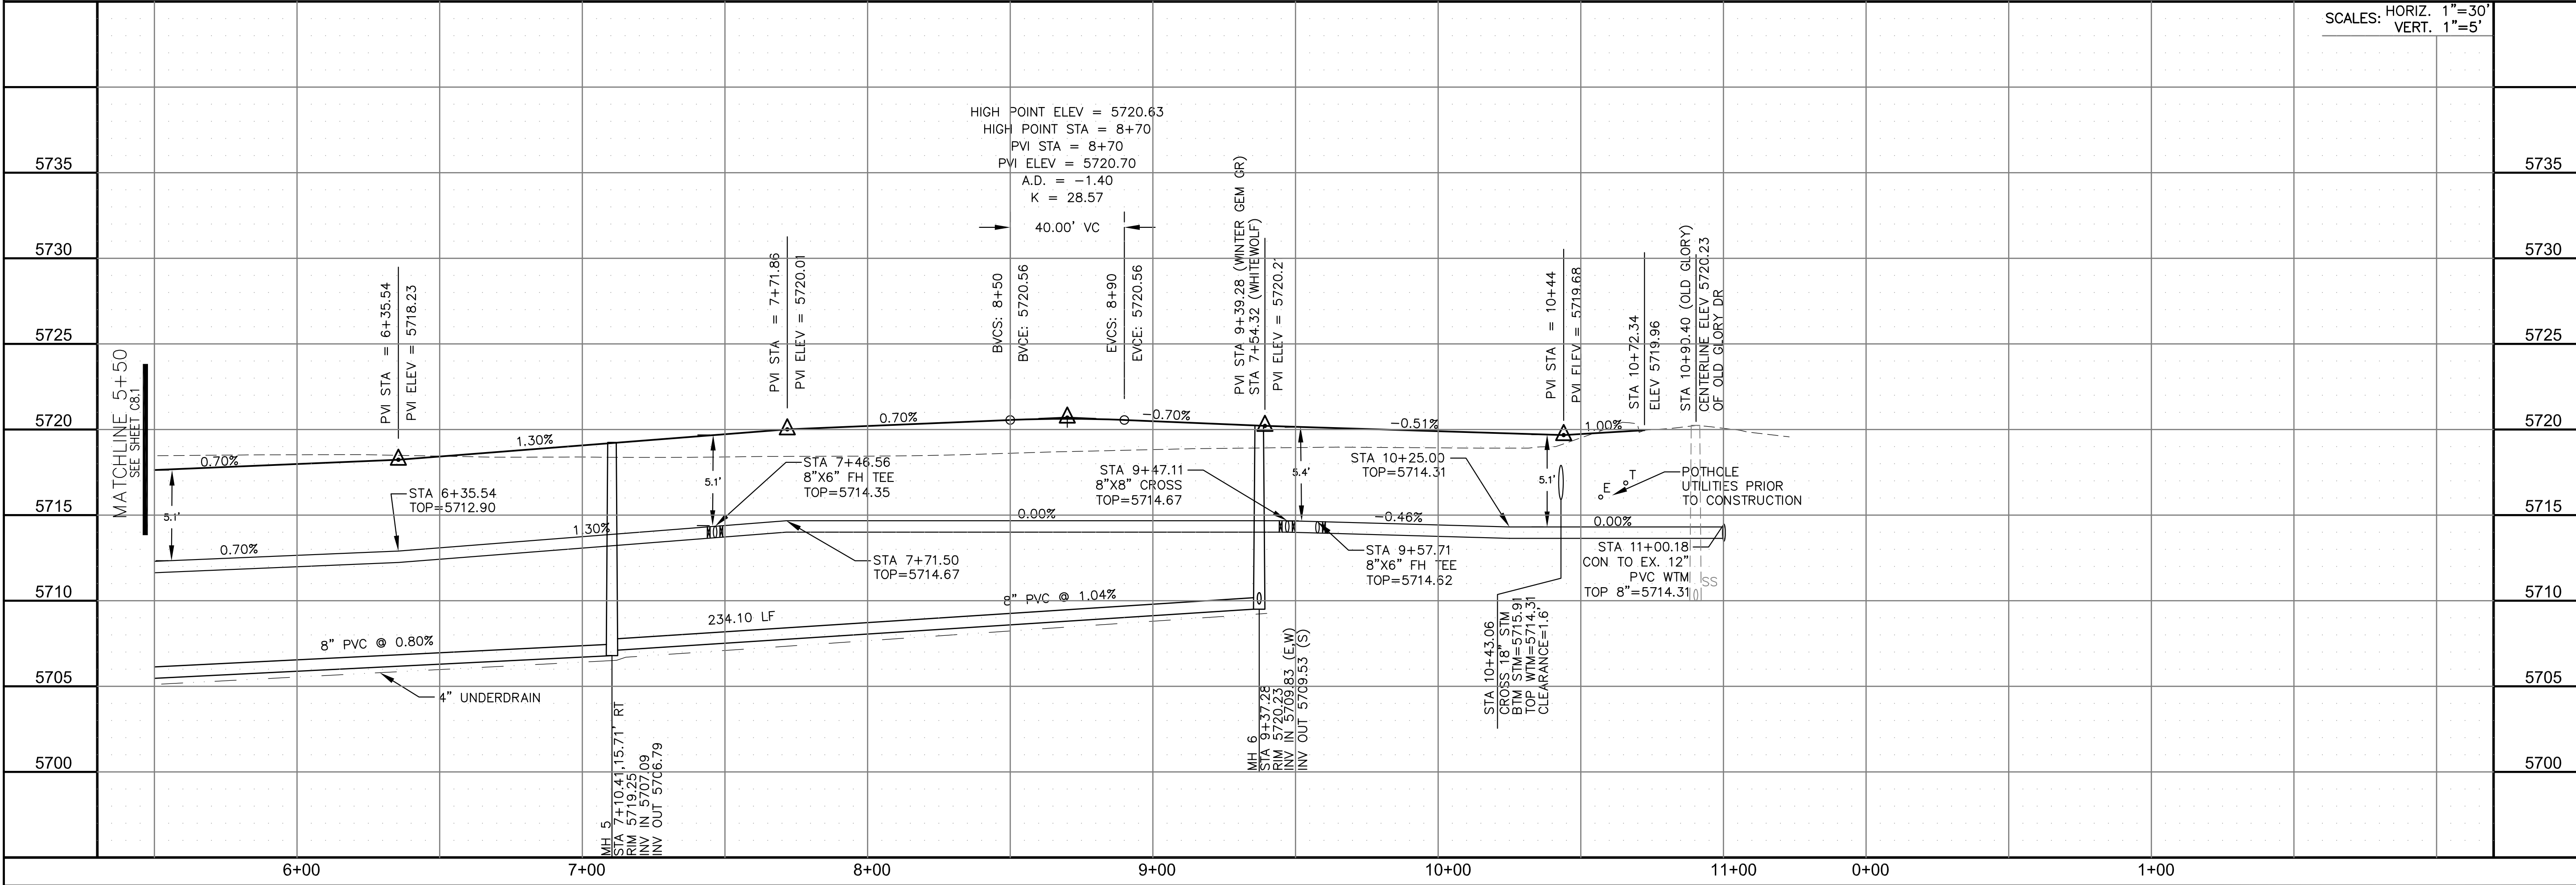 SCALES: HORIZ. 1"=30'
VERT. 1"=5'
HIGH POINT ELEV = 5720.63
HIGH POINT STA = 8+70
PVI STA = 8+70
PVI ELEV = 5720.70
A.D. = -1.40
K = 28.57
40.00' VC
5735
5730
5725
5720
5715
5710
5705
5700
MATCHLINE 5+50
SEE SHEET C8.1
PVI STA = 6+35.54
PVI ELEV = 5718.23
PVI STA = 7+71.86
PVI ELEV = 5720.01
BVCS: 8+50
BVCE: 5720.56
EVCS: 8+90
EVCE: 5720.56
PVI STA 9+39.28 (WINTER GEM GR)
STA 7+54.32 (WHITEWOLF)
PVI ELEV = 5720.2
PVI STA = 10+44
PVI ELEV = 5719.68
STA 10+72.34
ELEV 5719.96
STA 10+90.40 (OLD GLORY)
CENTERLINE ELEV 5720.23
OF OLD GLORY DR
0.70%
1.30%
0.70%
-0.70%
-0.51%
1.00%
5.1'
STA 6+35.54
TOP=5712.90
5.1'
STA 7+46.56
8"X6" FH TEE
TOP=5714.35
STA 9+47.11
8"X8" CROSS
TOP=5714.67
5.4'
STA 10+25.00
TOP=5714.31
5.1'
E
T
POTHOLE
UTILITIES PRIOR
TO CONSTRUCTION
0.70%
1.30%
0.00%
-0.46%
0.00%
STA 7+71.50
TOP=5714.67
STA 9+57.71
8"X6" FH TEE
TOP=5714.62
STA 11+00.18
CON TO EX. 12"
PVC WTM
TOP 8"=5714.31
SS
8" PVC @ 0.80%
234.10 LF
8" PVC @ 1.04%
4" UNDERDRAIN
MH 5
STA 7+10.41,15.71' RT
RIM 5719.25
INV IN 5707.09
INV OUT 5706.79
MH 6
STA 9+37.28
RIM 5720.23
INV IN 5709.83 (E,W)
INV OUT 5709.53 (S)
STA 10+43.06
CROSS 18" STM
BTM STM=5715.91
TOP WTM=5714.31
CLEARANCE=1.6'
5735
5730
5725
5720
5715
5710
5705
5700
6+00
7+00
8+00
9+00
10+00
11+00
0+00
1+00